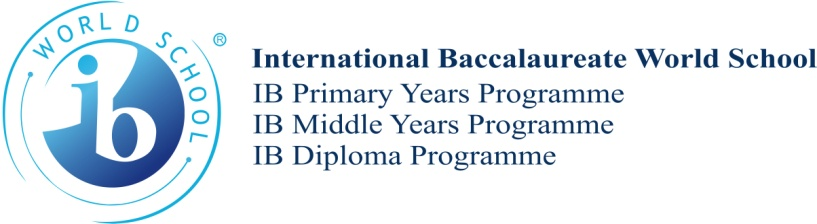 WORLD SCHOOL
®
ib
International Baccalaureate World School
IB Primary Years Programme
IB Middle Years Programme
IB Diploma Programme